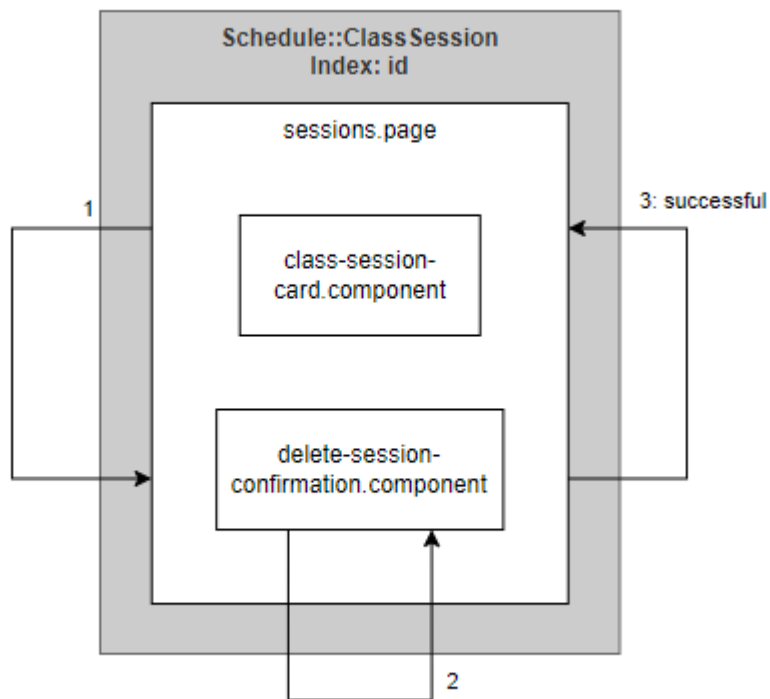 Schedule::ClassSession
Index: id
sessions.page
1
3: successful
class-session-
card.component
delete-session-
confirmation.component
2